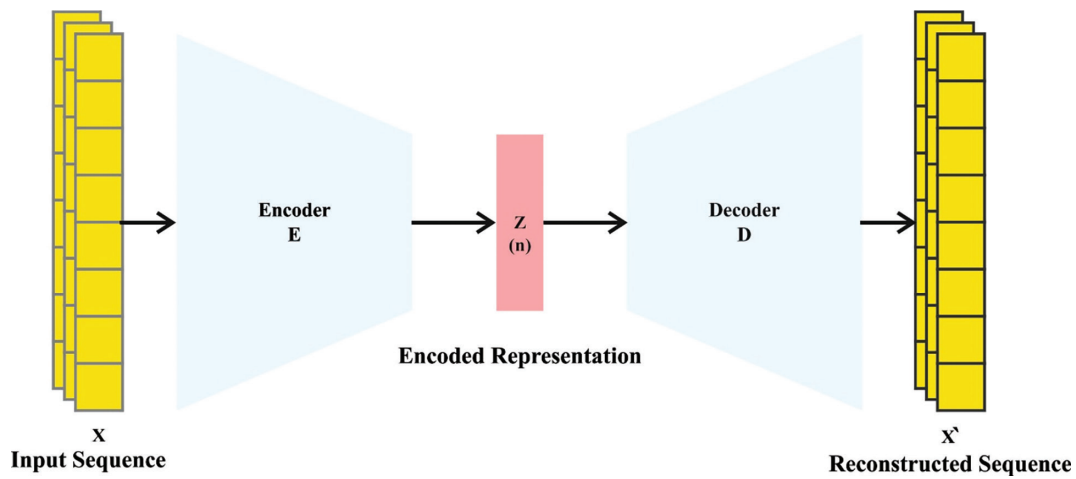 Encoder
E
Z
(n)
Decoder
D
Encoded Representation
X
Input Sequence
X`
Reconstructed Sequence